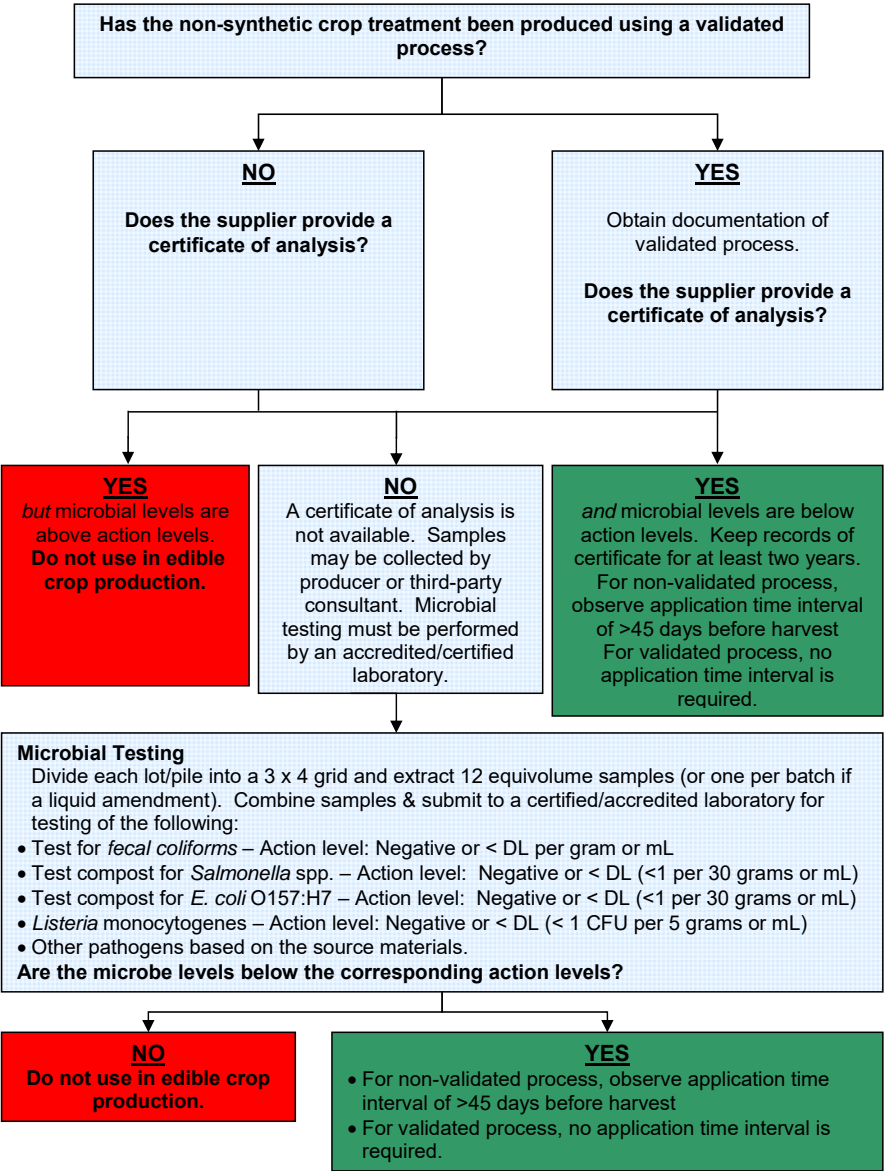 Has the non-synthetic crop treatment been produced using a validated
process?
NO
Does the supplier provide a
certificate of analysis?
YES
Obtain documentation of
validated process.
Does the supplier provide a
certificate of analysis?
YES
but microbial levels are
above action levels.
Do not use in edible
crop production.
NO
A certificate of analysis is
not available.  Samples
may be collected by
producer or third-party
consultant.  Microbial
testing must be performed
by an accredited/certified
laboratory.
YES
and microbial levels are below
action levels.  Keep records of
certificate for at least two years.
For non-validated process,
observe application time interval
of >45 days before harvest
For validated process, no
application time interval is
required.
Microbial Testing
Divide each lot/pile into a 3 x 4 grid and extract 12 equivolume samples (or one per batch if
a liquid amendment).  Combine samples & submit to a certified/accredited laboratory for
testing of the following:
• Test for fecal coliforms – Action level: Negative or < DL per gram or mL
• Test compost for Salmonella spp. – Action level:  Negative or < DL (<1 per 30 grams or mL)
• Test compost for E. coli O157:H7 – Action level:  Negative or < DL (<1 per 30 grams or mL)
• Listeria monocytogenes – Action level: Negative or < DL (< 1 CFU per 5 grams or mL)
• Other pathogens based on the source materials.
Are the microbe levels below the corresponding action levels?
NO
Do not use in edible crop
production.
YES
• For non-validated process, observe application time
interval of >45 days before harvest
• For validated process, no application time interval is
required.